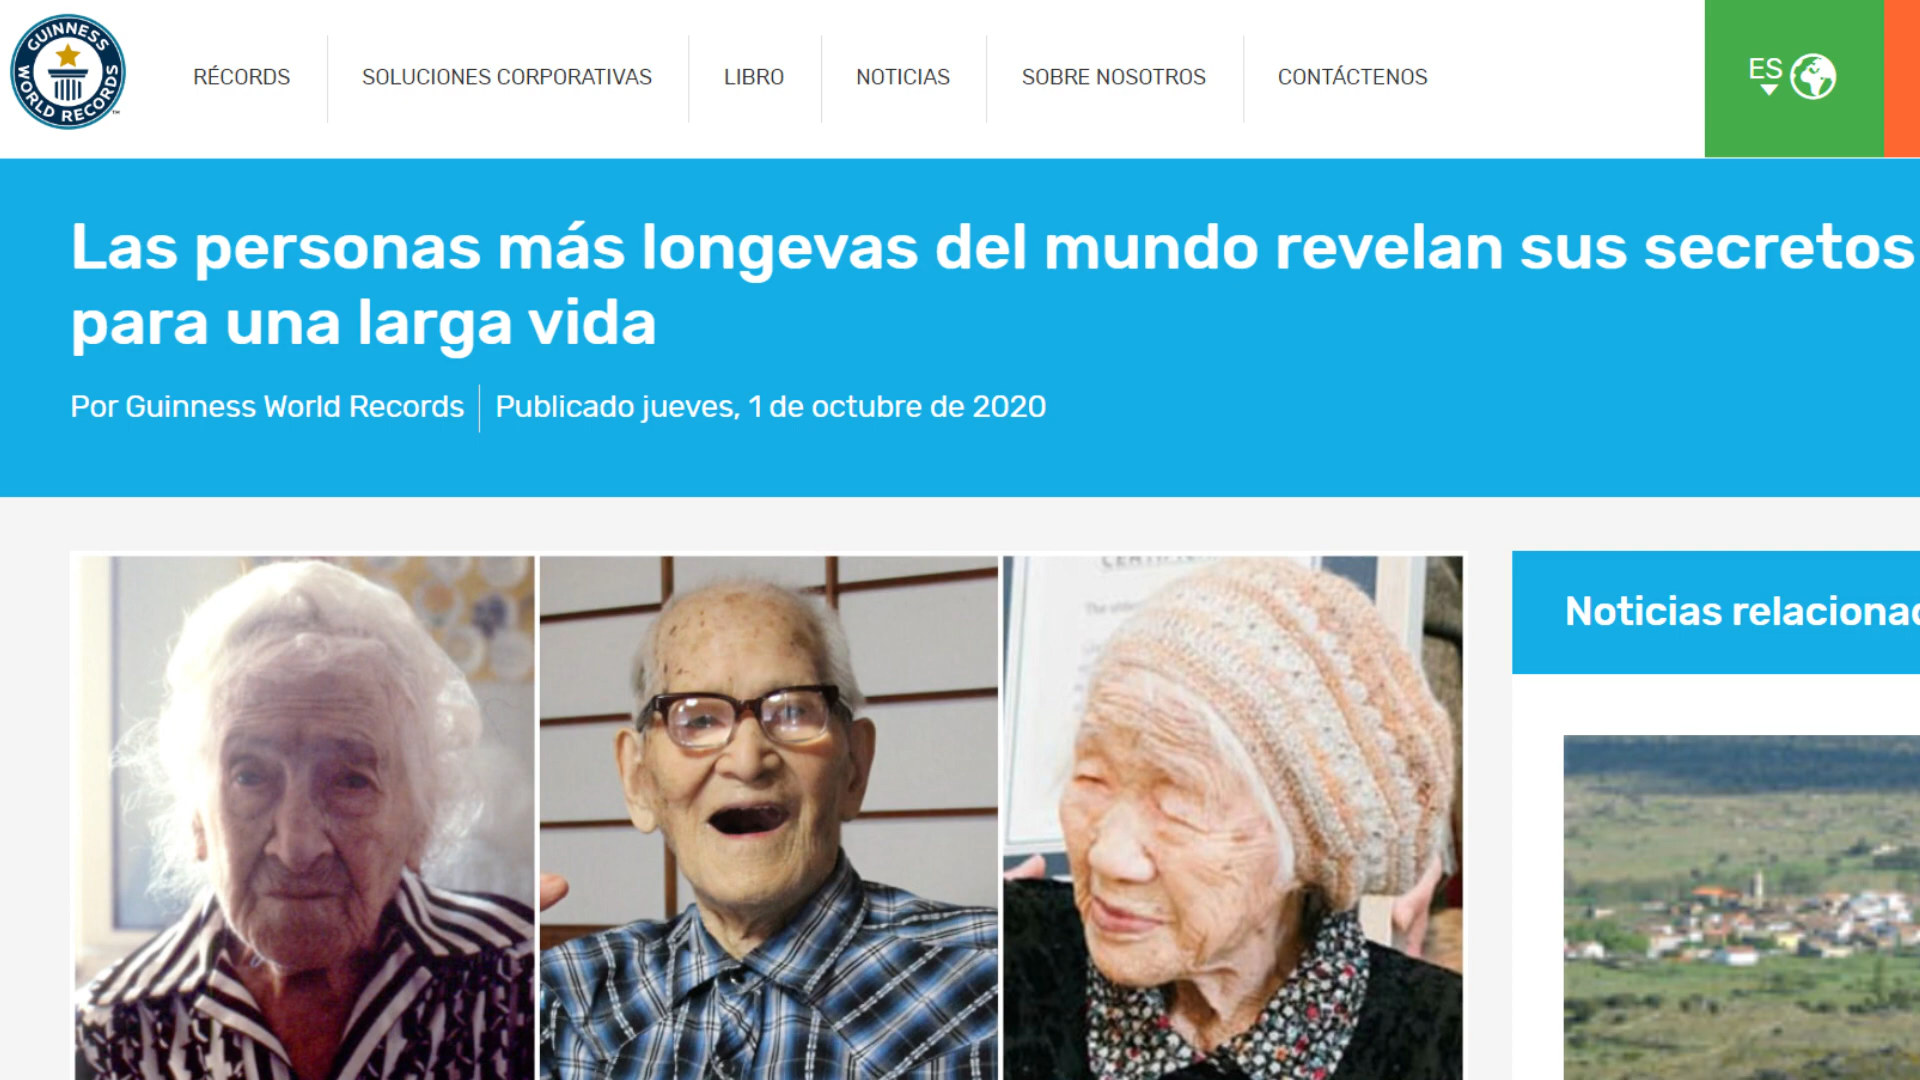 GUINNESS WORLD RECORDS
RÉCORDS
SOLUCIONES CORPORATIVAS
LIBRO
NOTICIAS
SOBRE NOSOTROS
CONTÁCTENOS
ES
Las personas más longevas del mundo revelan sus secretos
para una larga vida
Por Guinness World Records
Publicado jueves, 1 de octubre de 2020
Noticias